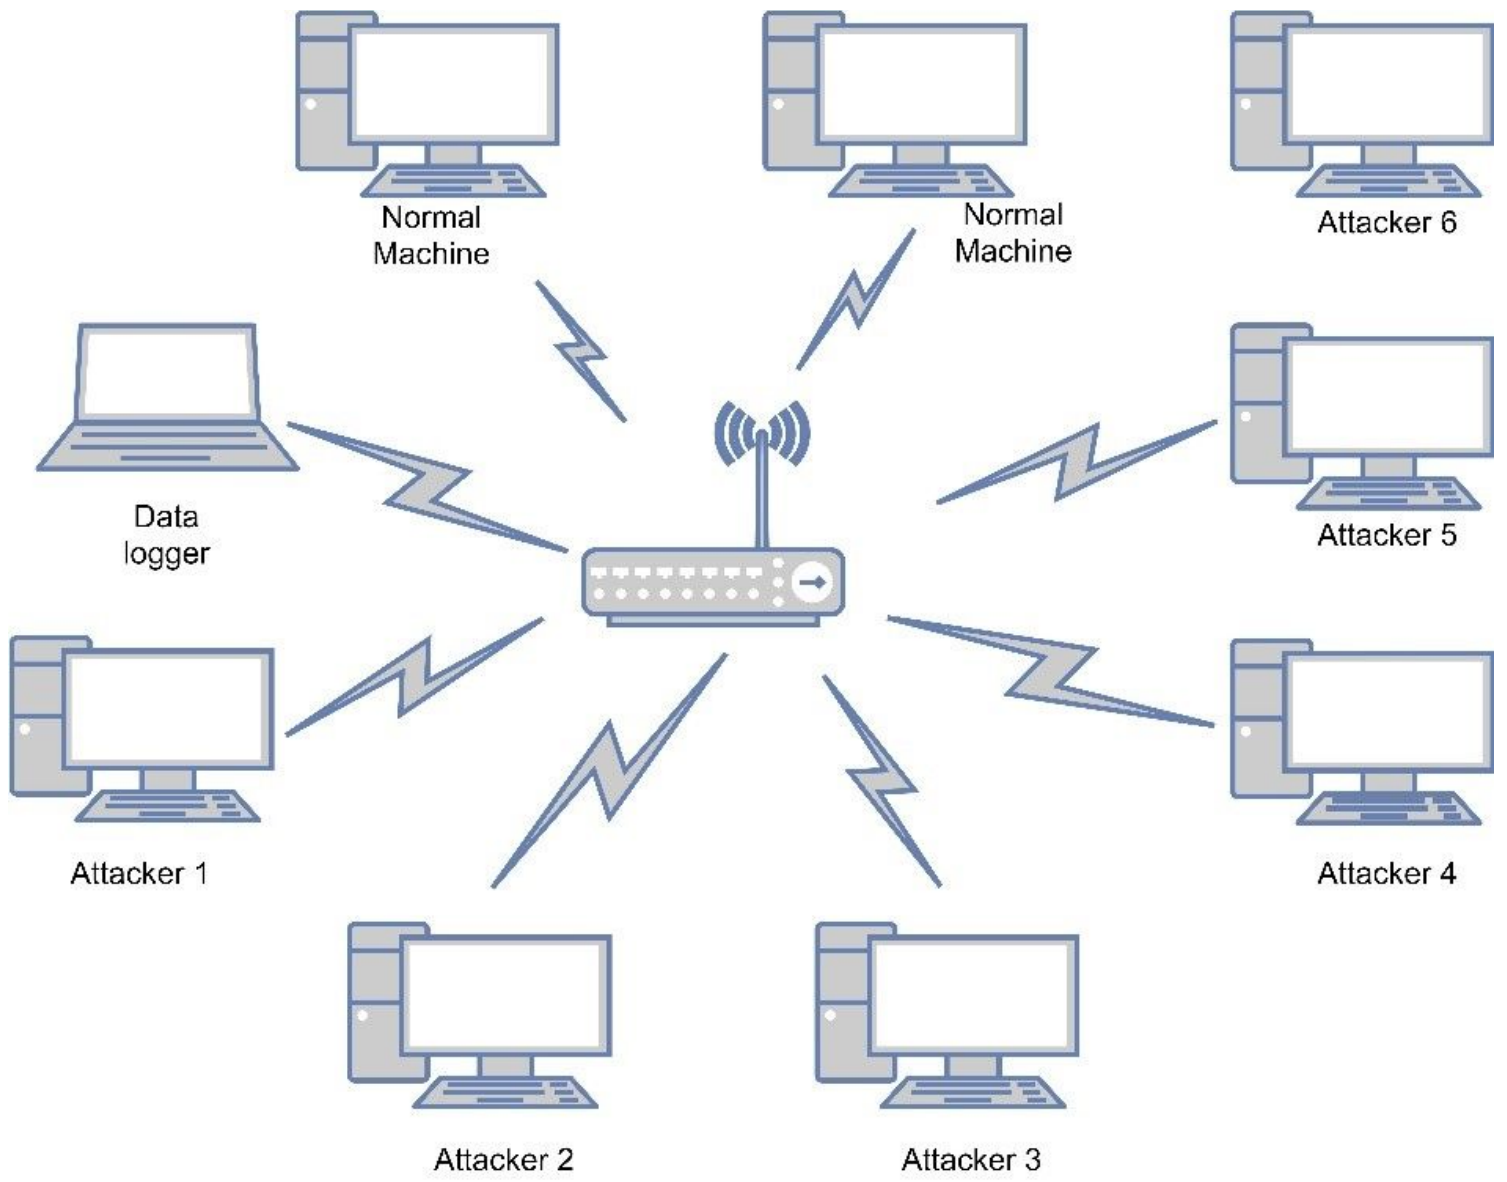 Normal
Machine
Normal
Machine
Attacker 6
Data
logger
Attacker 5
Attacker 1
Attacker 4
Attacker 2
Attacker 3